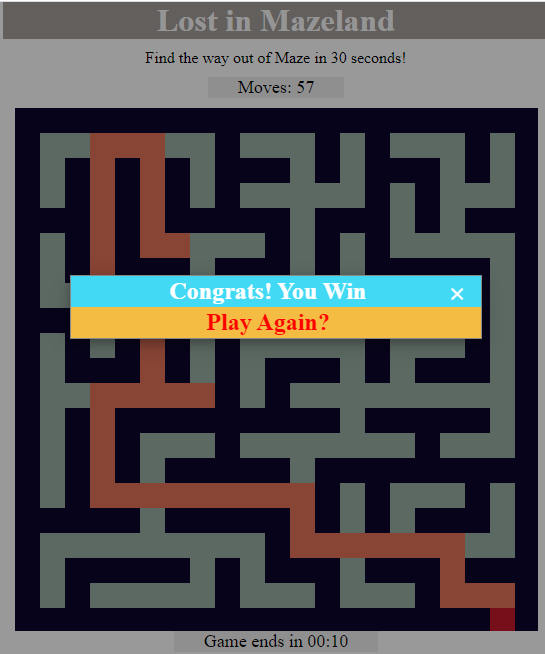 Lost in Mazeland
Find the way out of Maze in 30 seconds!
Moves: 57
Congrats! You Win ×
Play Again?
Game ends in 00:10